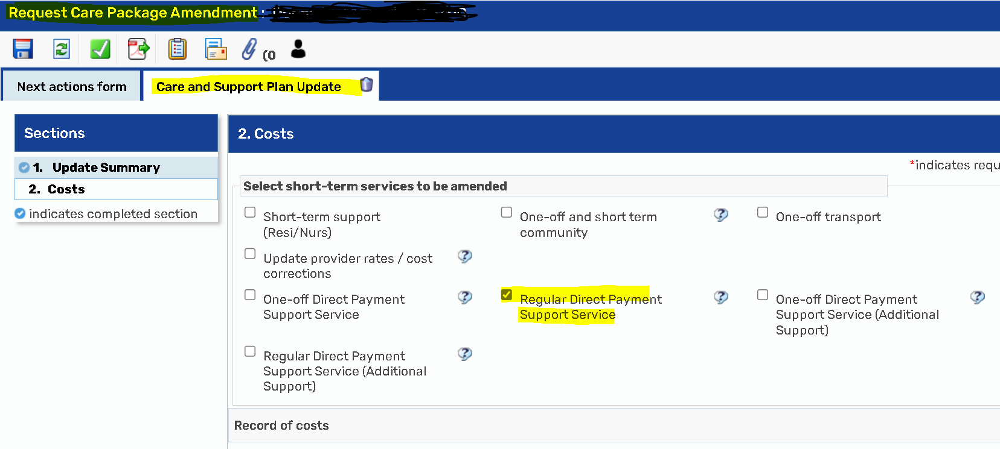 Request Care Package Amendment :
(0
Next actions form
Care and Support Plan Update
Sections
1. Update Summary
2. Costs
indicates completed section
2. Costs
*indicates requ
Select short-term services to be amended
Short-term support
(Resi/Nurs)
One-off and short term
community
One-off transport
Update provider rates / cost
corrections
One-off Direct Payment
Support Service
Regular Direct Payment
Support Service
One-off Direct Payment
Support Service (Additional
Support)
Regular Direct Payment
Support Service (Additional
Support)
Record of costs